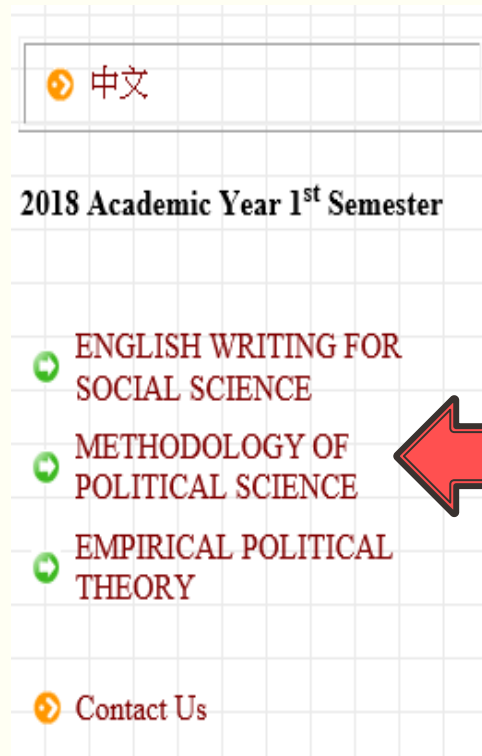 中文
2018 Academic Year 1st Semester
ENGLISH WRITING FOR
SOCIAL SCIENCE
METHODOLOGY OF
POLITICAL SCIENCE
EMPIRICAL POLITICAL
THEORY
Contact Us